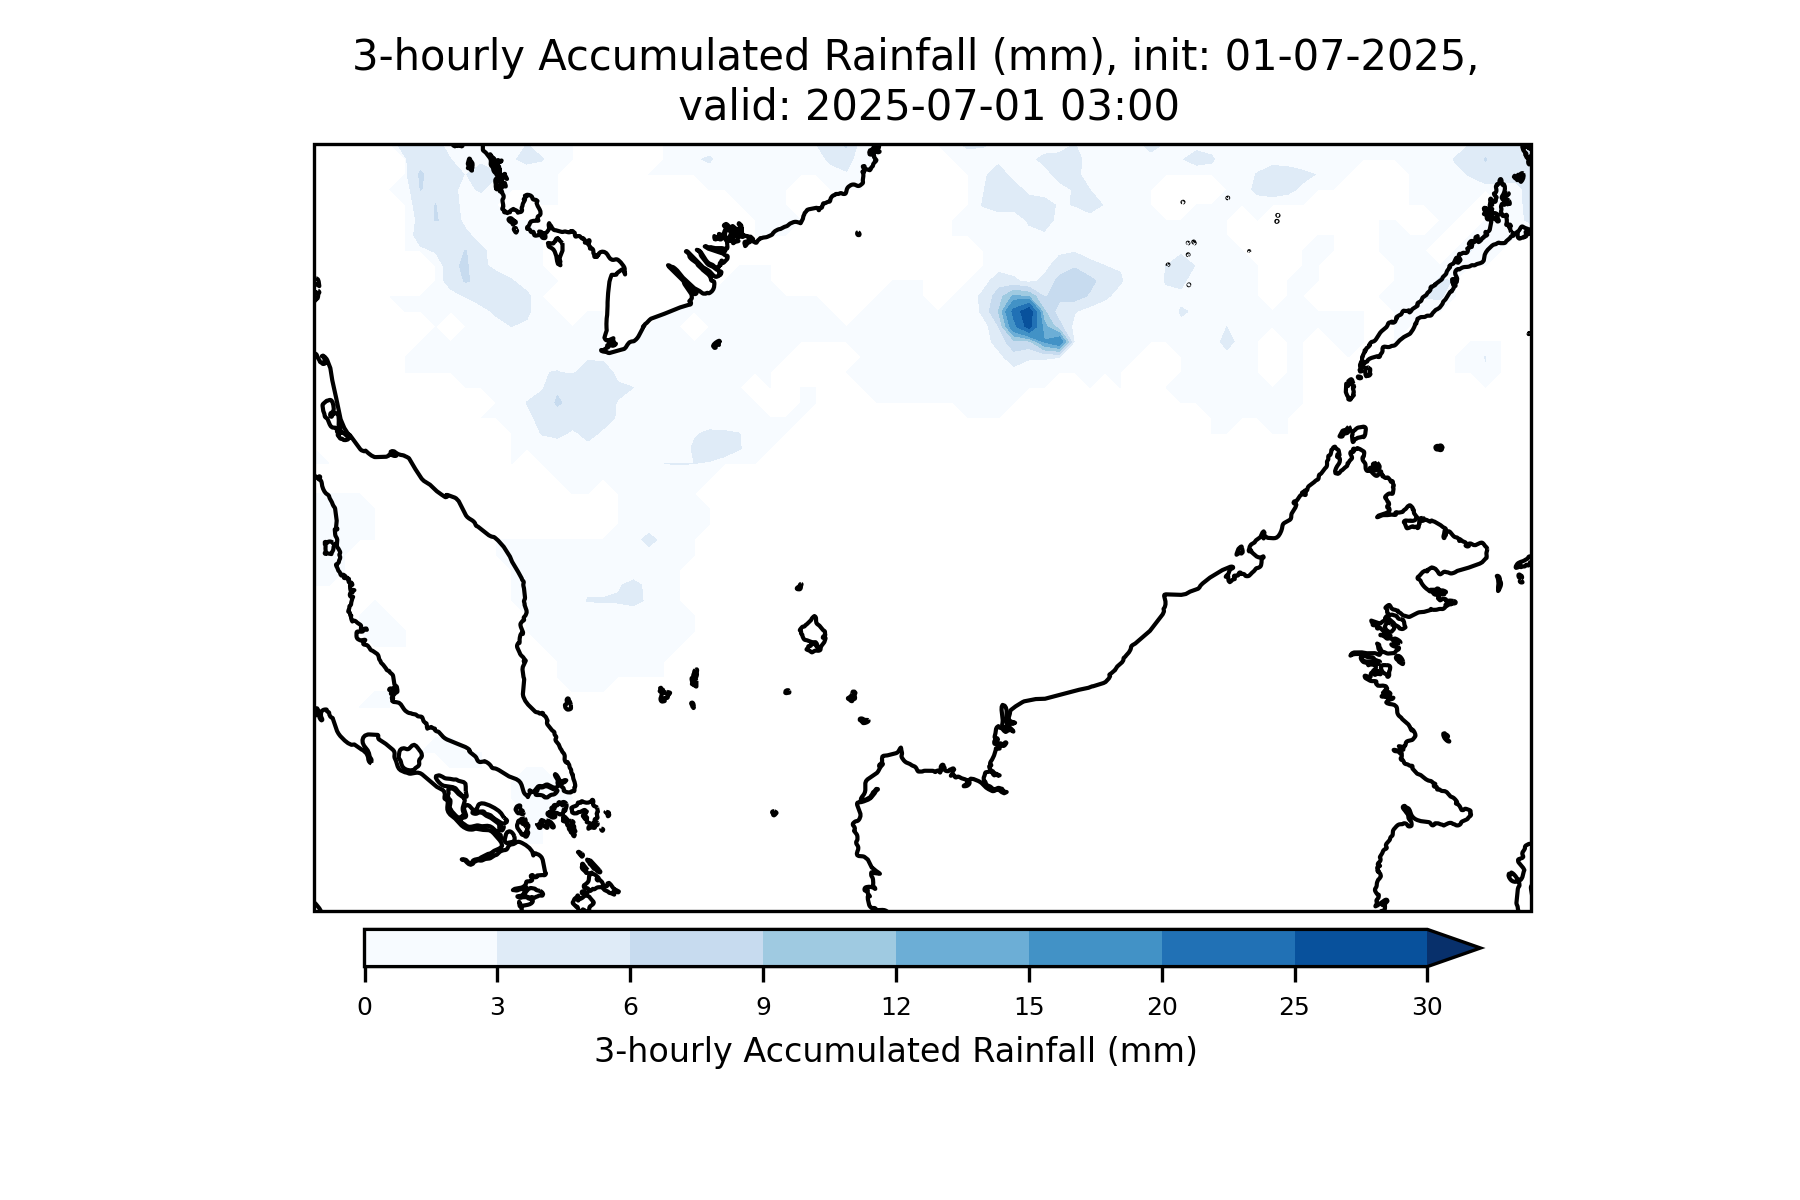 3-hourly Accumulated Rainfall (mm), init: 01-07-2025,
valid: 2025-07-01 03:00
0 3 6 9 12 15 20 25 30
3-hourly Accumulated Rainfall (mm)